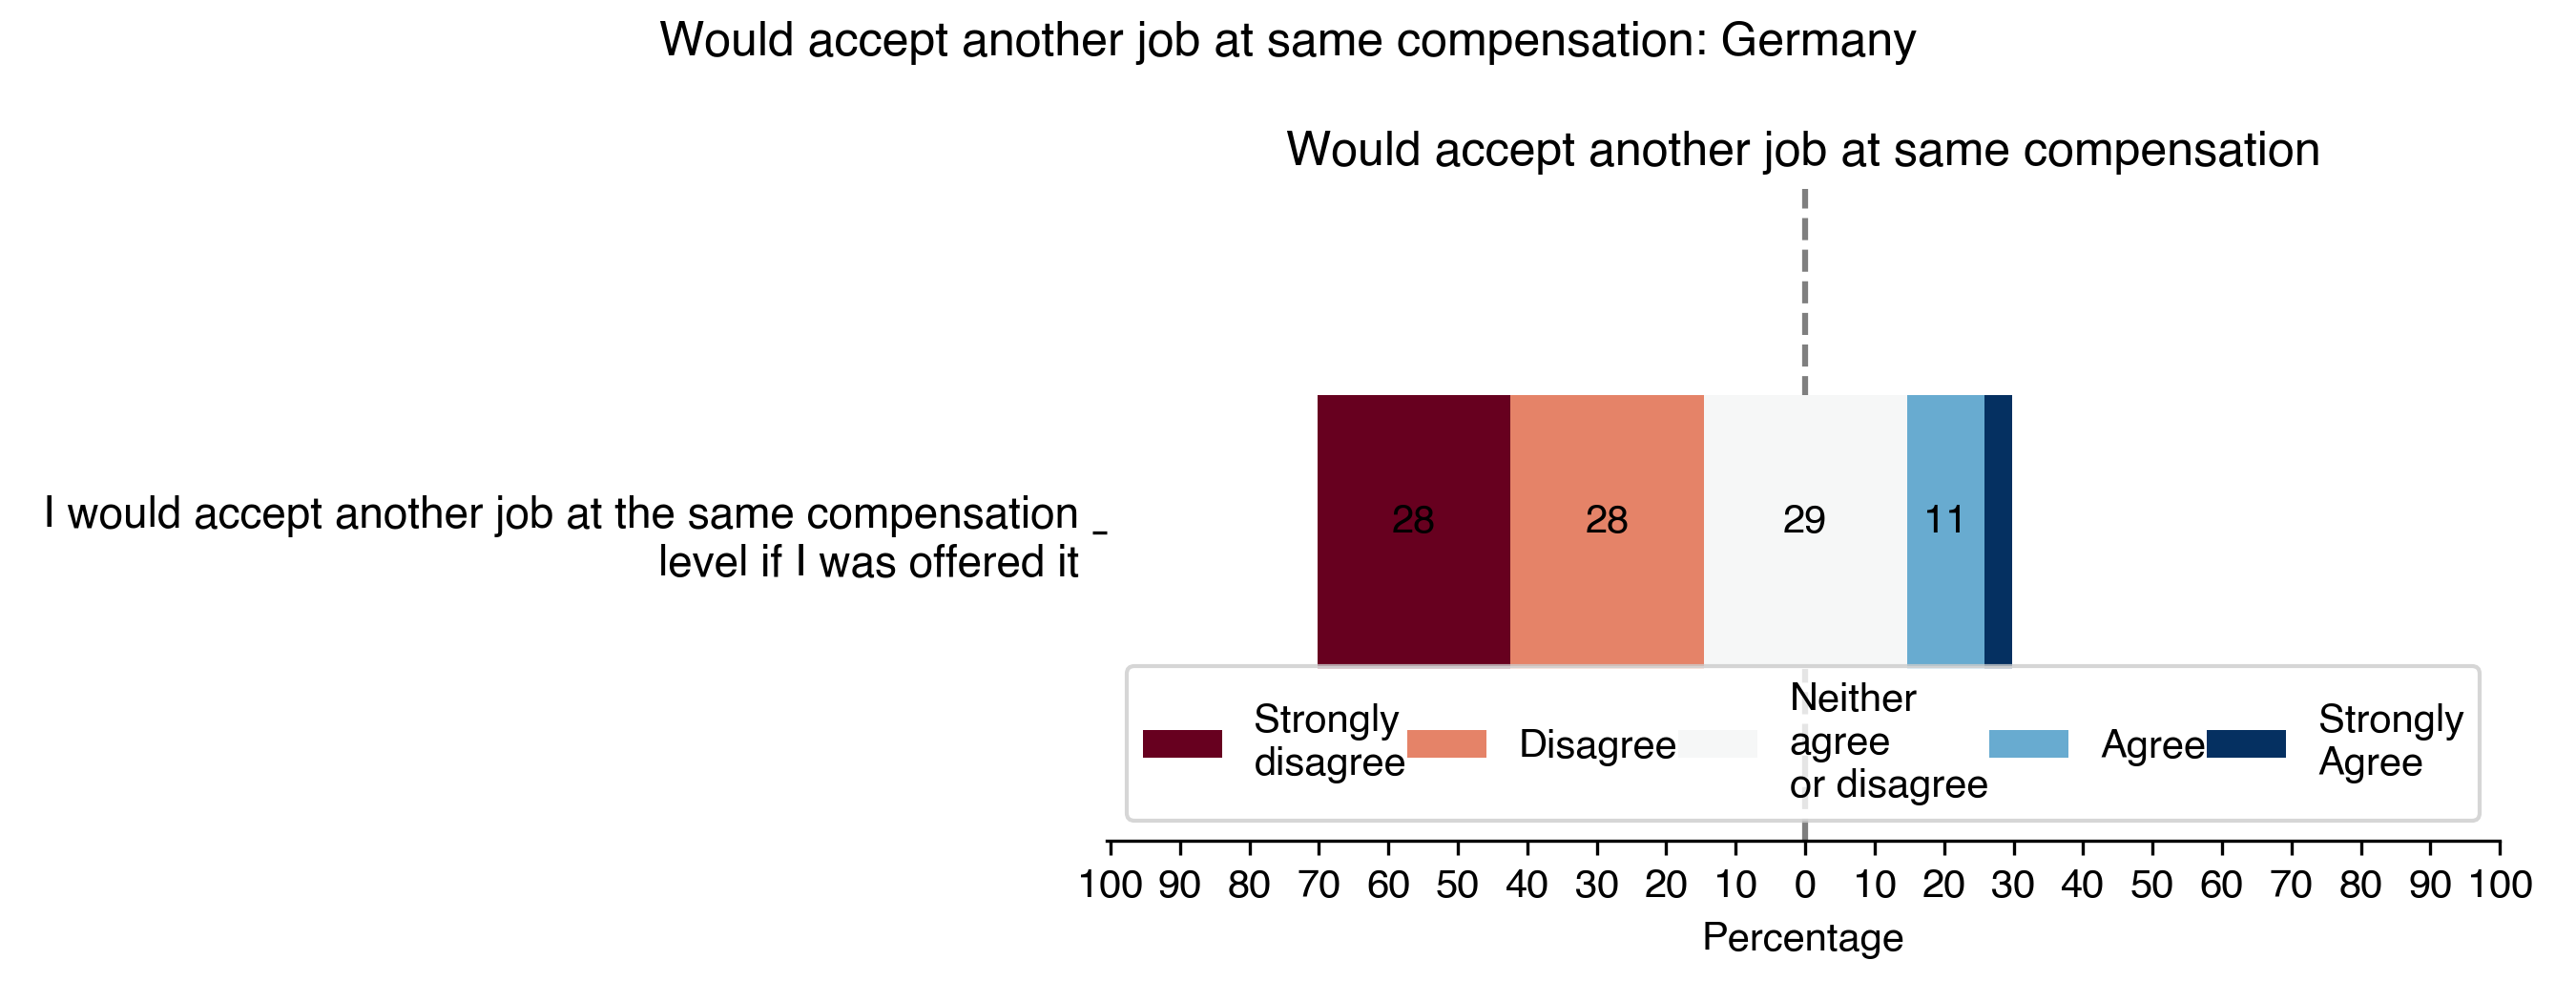 Would accept another job at same compensation: Germany
Would accept another job at same compensation
I would accept another job at the same compensation
level if I was offered it
28 28 29 11
Strongly
disagree
Disagree
Neither
agree
or disagree
Agree
Strongly
Agree
100 90 80 70 60 50 40 30 20 10 0 10 20 30 40 50 60 70 80 90 100
Percentage